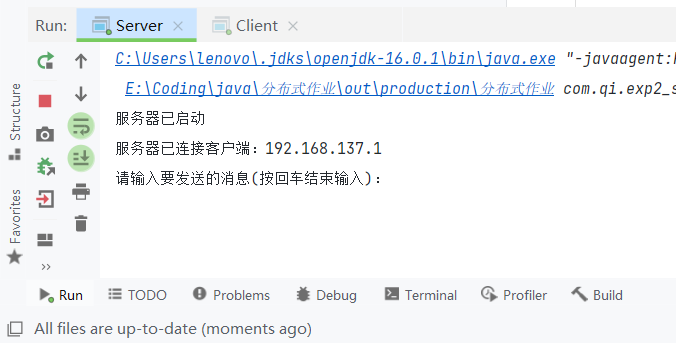 Run: Server Client
C:\Users\lenovo\.jdks\openjdk-16.0.1\bin\java.exe "-javaagent:
E:\Coding\java\分布式作业\out\production\分布式作业 com.qi.exp2_s
服务器已启动
服务器已连接客户端：192.168.137.1
请输入要发送的消息(按回车结束输入)：
Structure
Favorites
Run TODO Problems Debug Terminal Profiler Build
All files are up-to-date (moments ago)